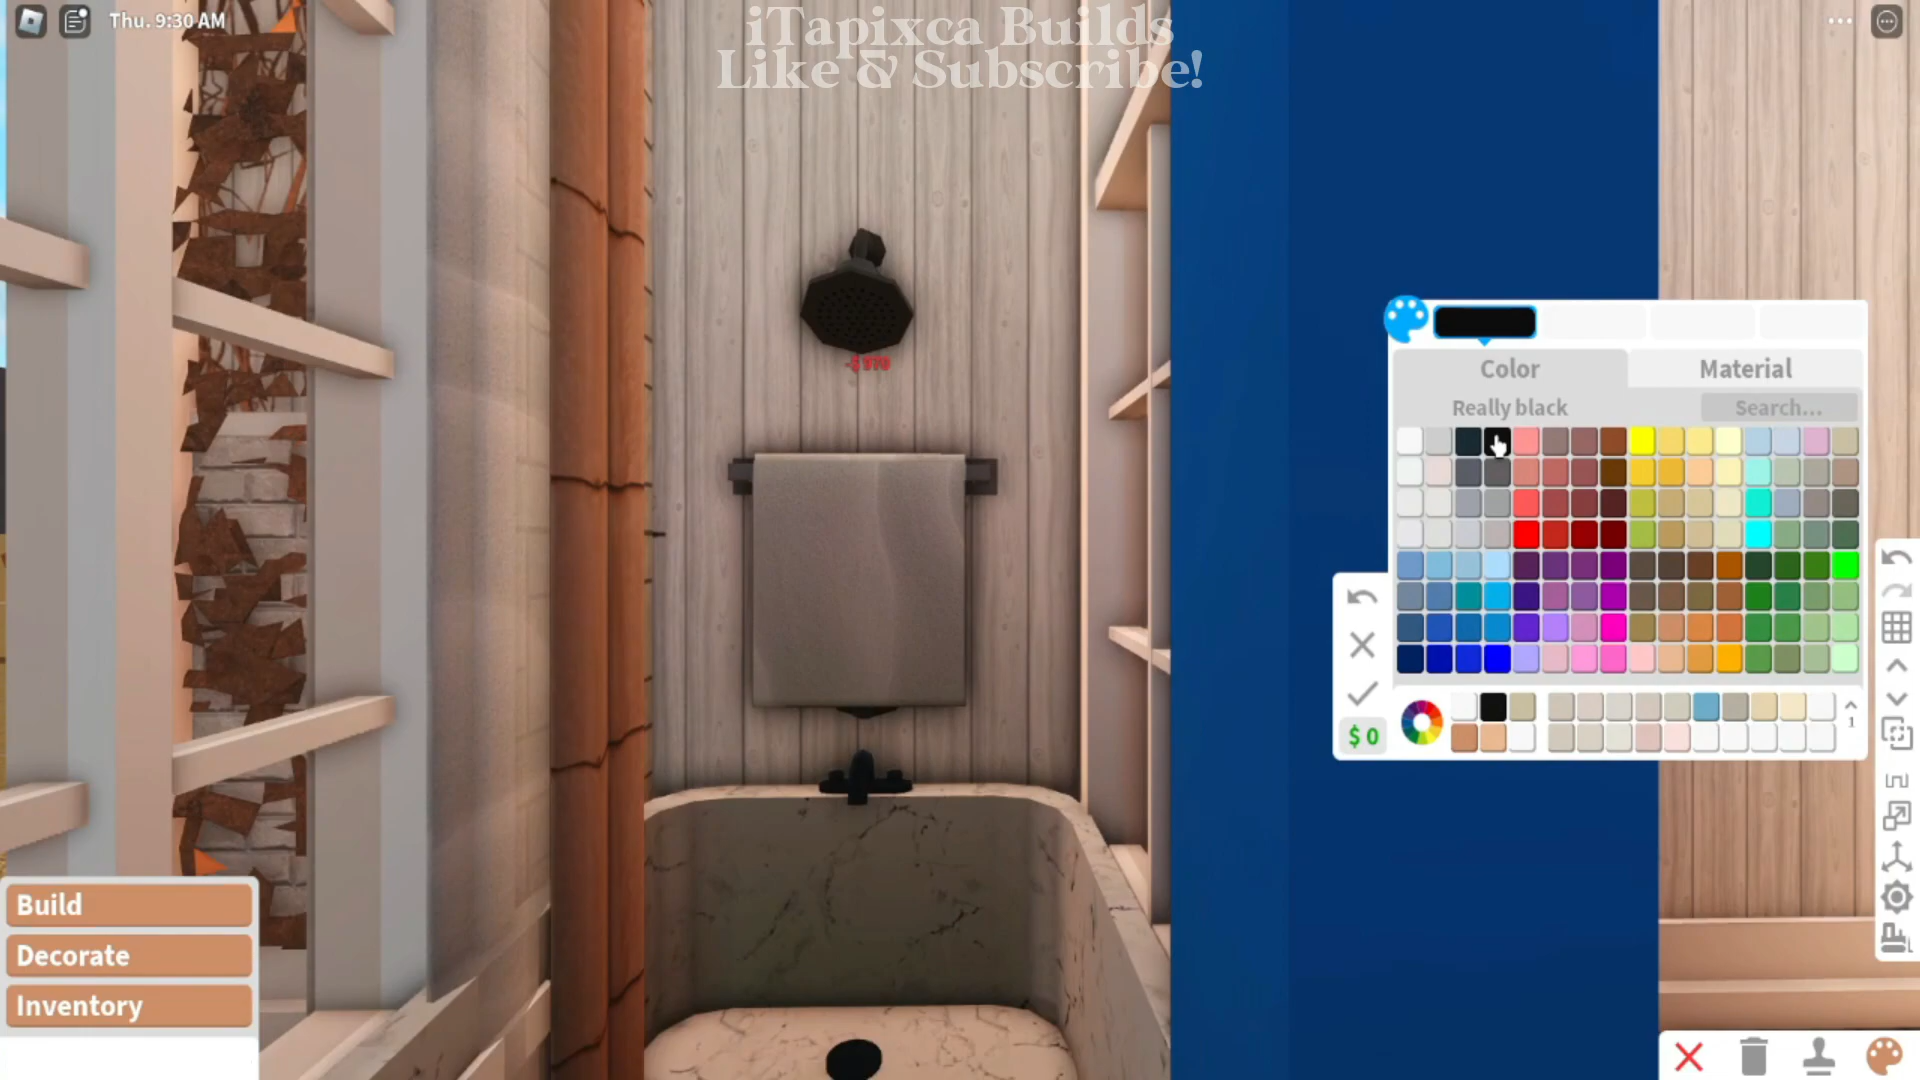 Thu. 9:30 AM
iTapixca Builds
Like & Subscribe!
Color
Material
Really black
Search...
$ 0
1
Build
Decorate
Inventory